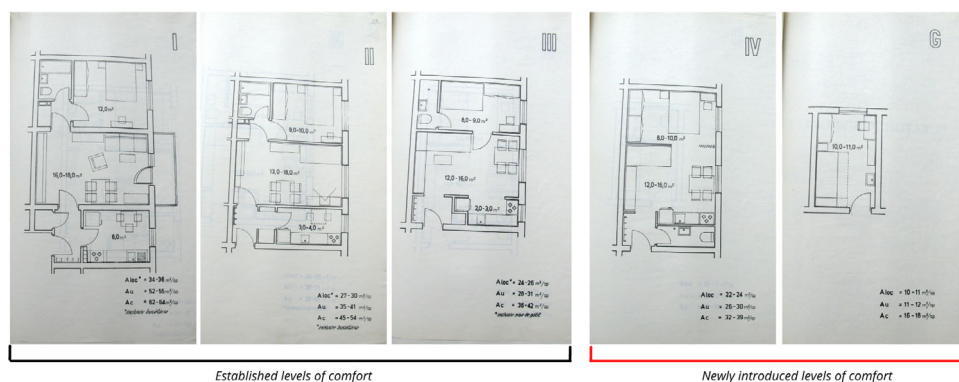 I
12,0 m²
16,0-18,0 m²
6,0 m²
A loc* = 34-36 m²/ap
Au = 52-55 m²/ap
Ac = 62-64 m²/ap
II
9,0-10,0 m²
13,0-18,0 m²
3,0-4,0 m²
A loc* = 27-30 m²/ap
Au = 35-41 m²/ap
Ac = 45-54 m²/ap
III
8,0-9,0 m²
12,0-16,0 m²
2,0-3,0 m²
A loc* = 24-26 m²/ap
Au = 28-31 m²/ap
Ac = 36-42 m²/ap
IV
8,0-10,0 m²
12,0-16,0 m²
A loc = 22-24 m²/ap
Au = 26-30 m²/ap
Ac = 32-39 m²/ap
G
10,0-11,0 m²
A loc = 10-11 m²/ap
Au = 11-12 m²/ap
Ac = 16-18 m²/ap
Established levels of comfort
Newly introduced levels of comfort